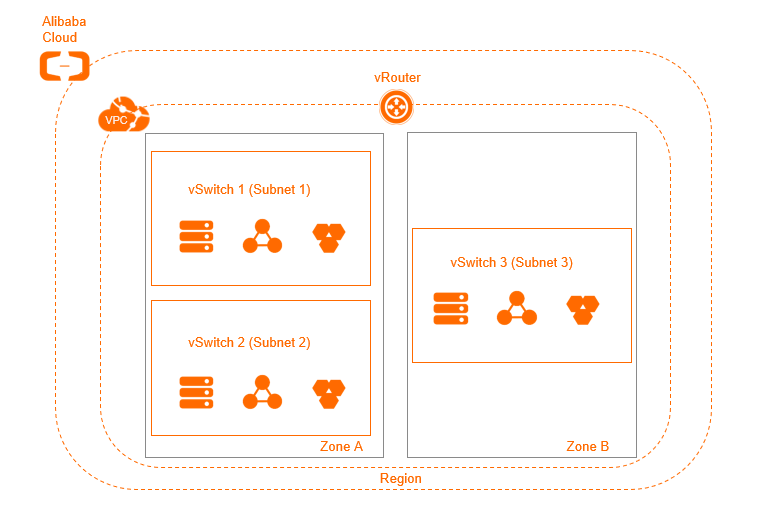 Alibaba
Cloud
vRouter
VPC
vSwitch 1 (Subnet 1)
vSwitch 2 (Subnet 2)
Zone A
vSwitch 3 (Subnet 3)
Zone B
Region